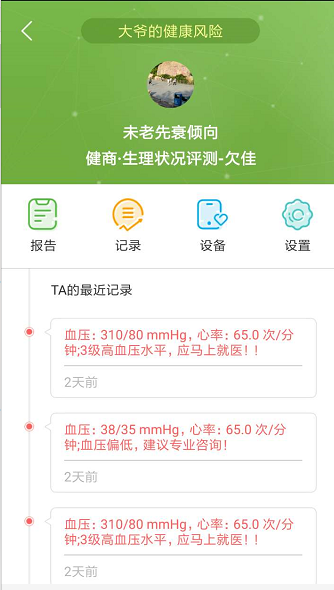 大爷的健康风险
未老先衰倾向
健商·生理状况评测-欠佳
报告
记录
设备
设置
TA的最近记录
血压: 310/80 mmHg, 心率: 65.0 次/分
钟;3级高血压水平，应马上就医!！
2天前
血压: 38/35 mmHg, 心率: 65.0 次/分
钟;血压偏低，建议专业咨询!
2天前
血压: 310/80 mmHg, 心率: 65.0 次/分
钟;3级高血压水平，应马上就医!！
2天前